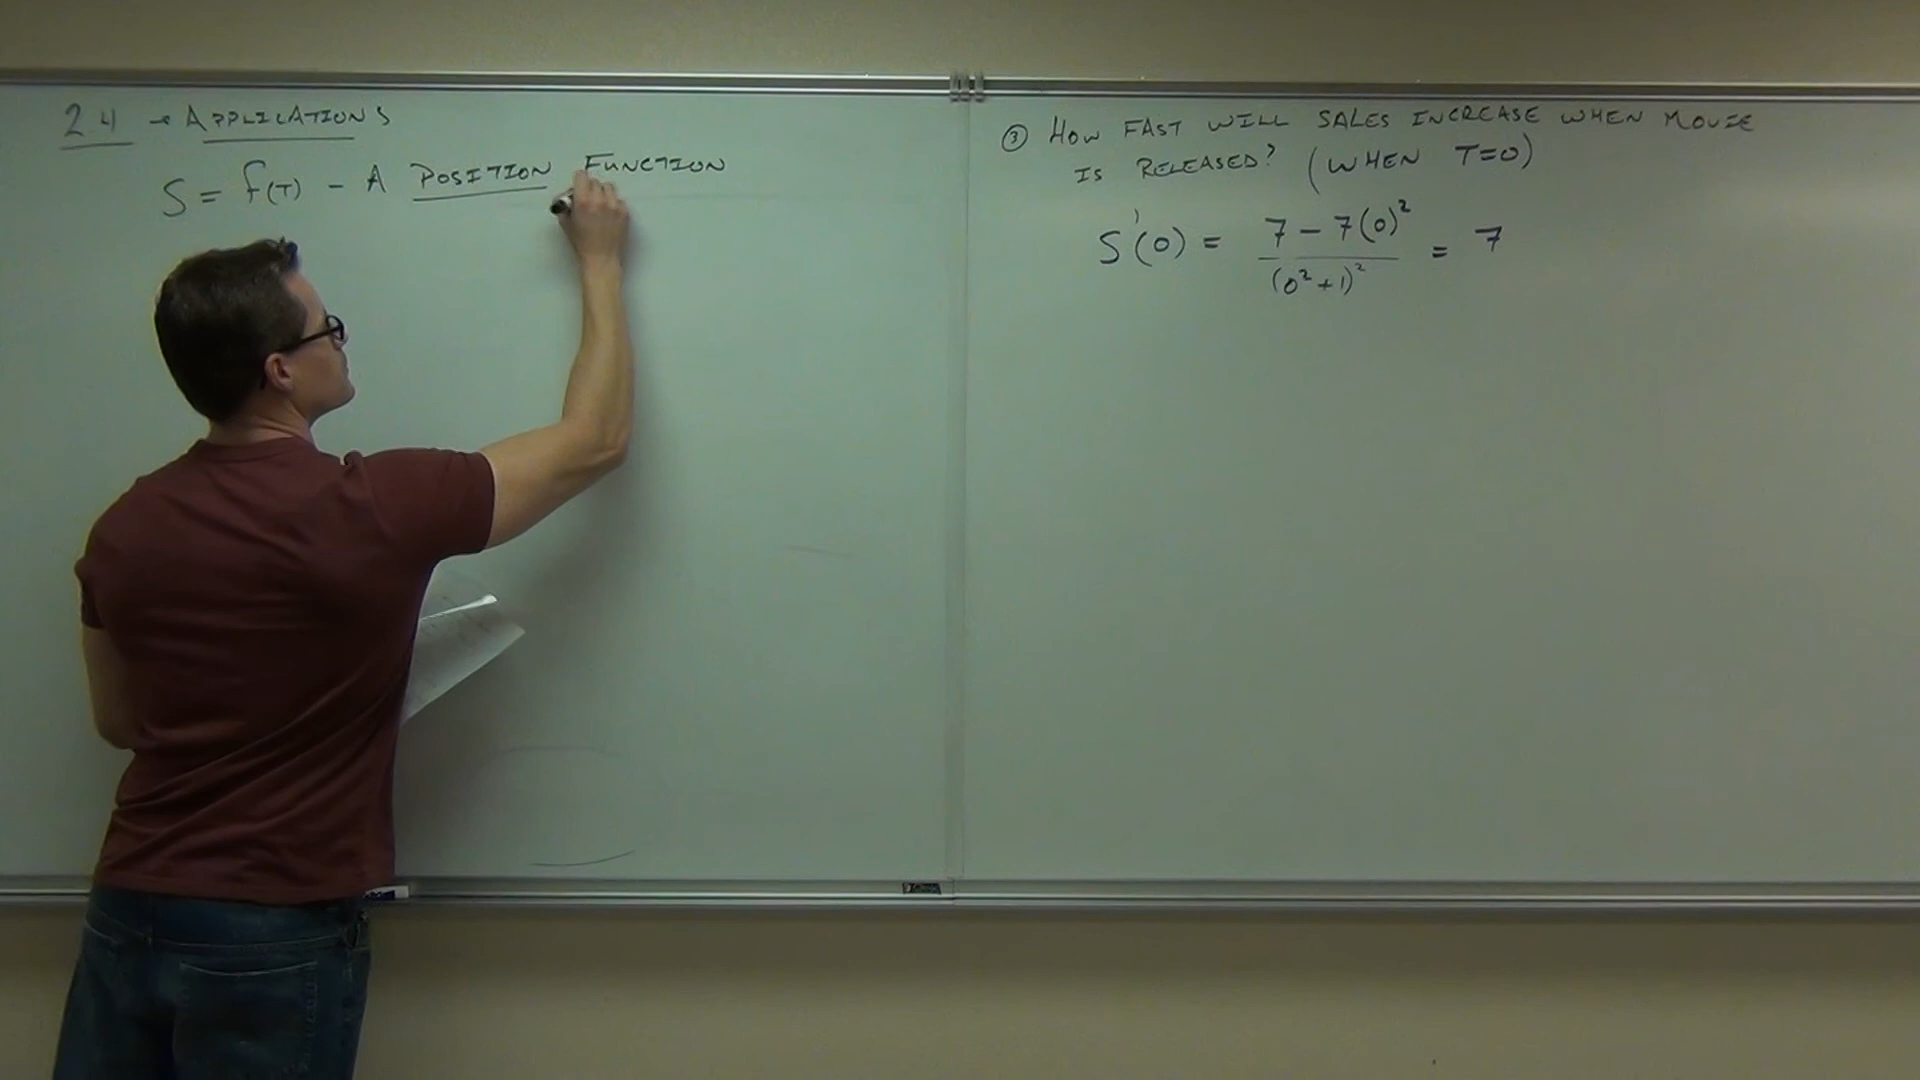 2.4 → APPLICATIONS
S = f(T) - A POSITION FUNCTION
③ HOW FAST WILL SALES INCREASE WHEN MOVIE
IS RELEASED? (WHEN T=0)
S'(0) = 7 - 7(0)² / (0² + 1)² = 7